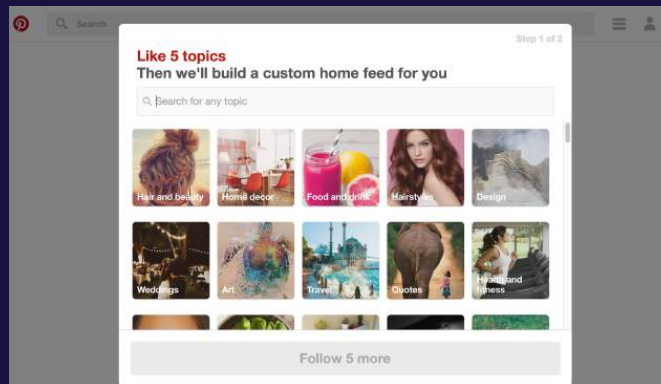 Search
Step 1 of 2
Like 5 topics
Then we'll build a custom home feed for you
Search for any topic
Hair and beauty
Home decor
Food and drink
Hairstyles
Design
Weddings
Art
Travel
Quotes
Health and
fitness
Follow 5 more